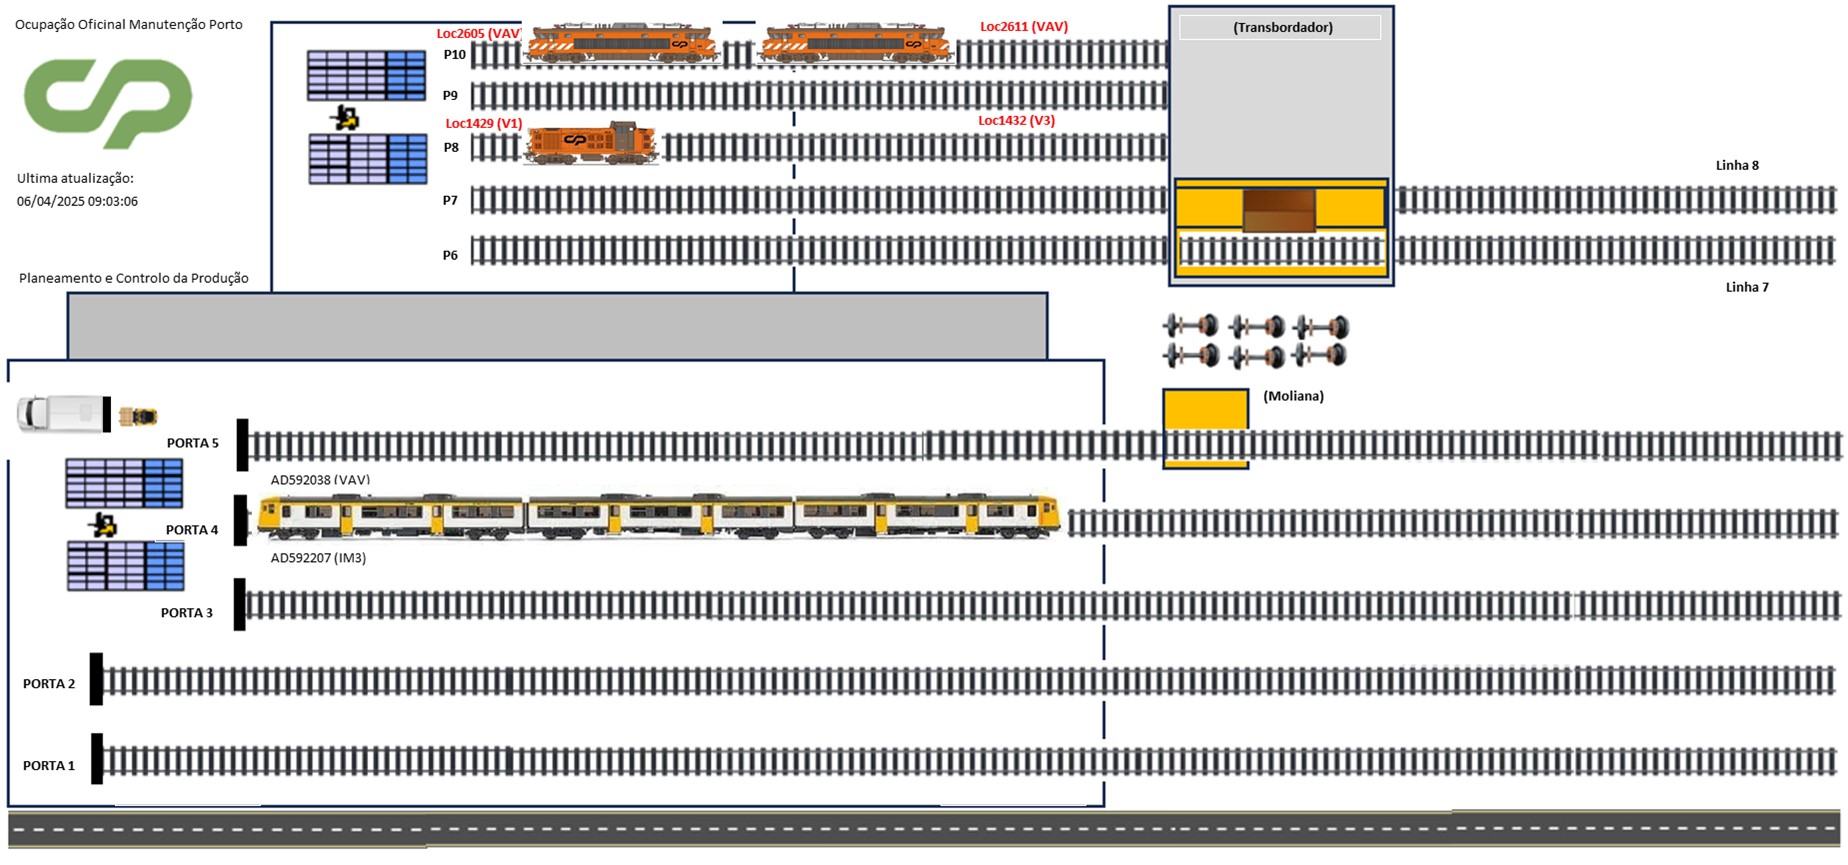 Ocupação Oficinal Manutenção Porto
Loc2605 (VAV)
Loc2611 (VAV)
(Transbordador)
P10
P9
Loc1429 (V1)
Loc1432 (V3)
P8
Linha 8
Ultima atualização:
06/04/2025 09:03:06
P7
P6
Planeamento e Controlo da Produção
Linha 7
(Moliana)
PORTA 5
AD592038 (VAV)
PORTA 4
AD592207 (IM3)
PORTA 3
PORTA 2
PORTA 1